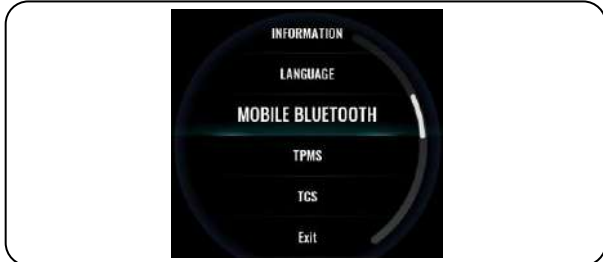 INFORMATION
LANGUAGE
MOBILE BLUETOOTH
TPMS
TCS
Exit